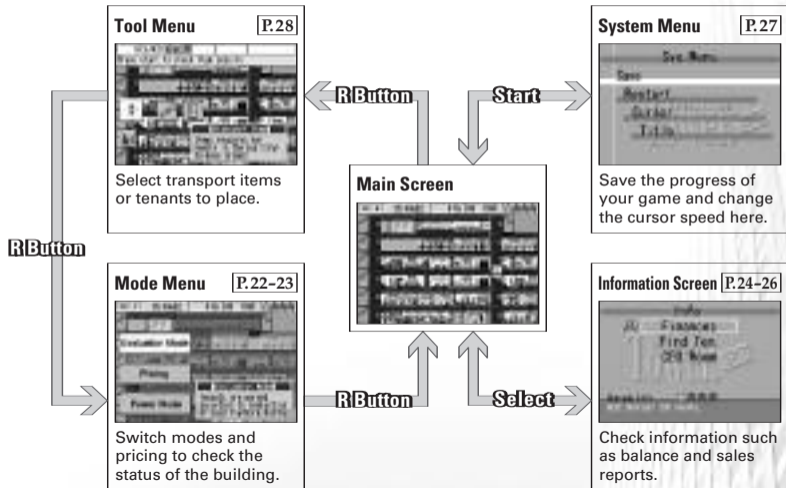 Tool Menu P.28
Select transport items
or tenants to place.
R Button
Start
System Menu P.27
Sys. Menu
Save
Restart
Cursor
Title
Save the progress of
your game and change
the cursor speed here.
Main Screen
R Button
Mode Menu P.22-23
Evaluation Mode
Pricing
Power Mode
Switch modes and
pricing to check the
status of the building.
R Button
Select
Information Screen P.24-26
Info
Finances
Find Ten.
CEO Room
Check information such
as balance and sales
reports.